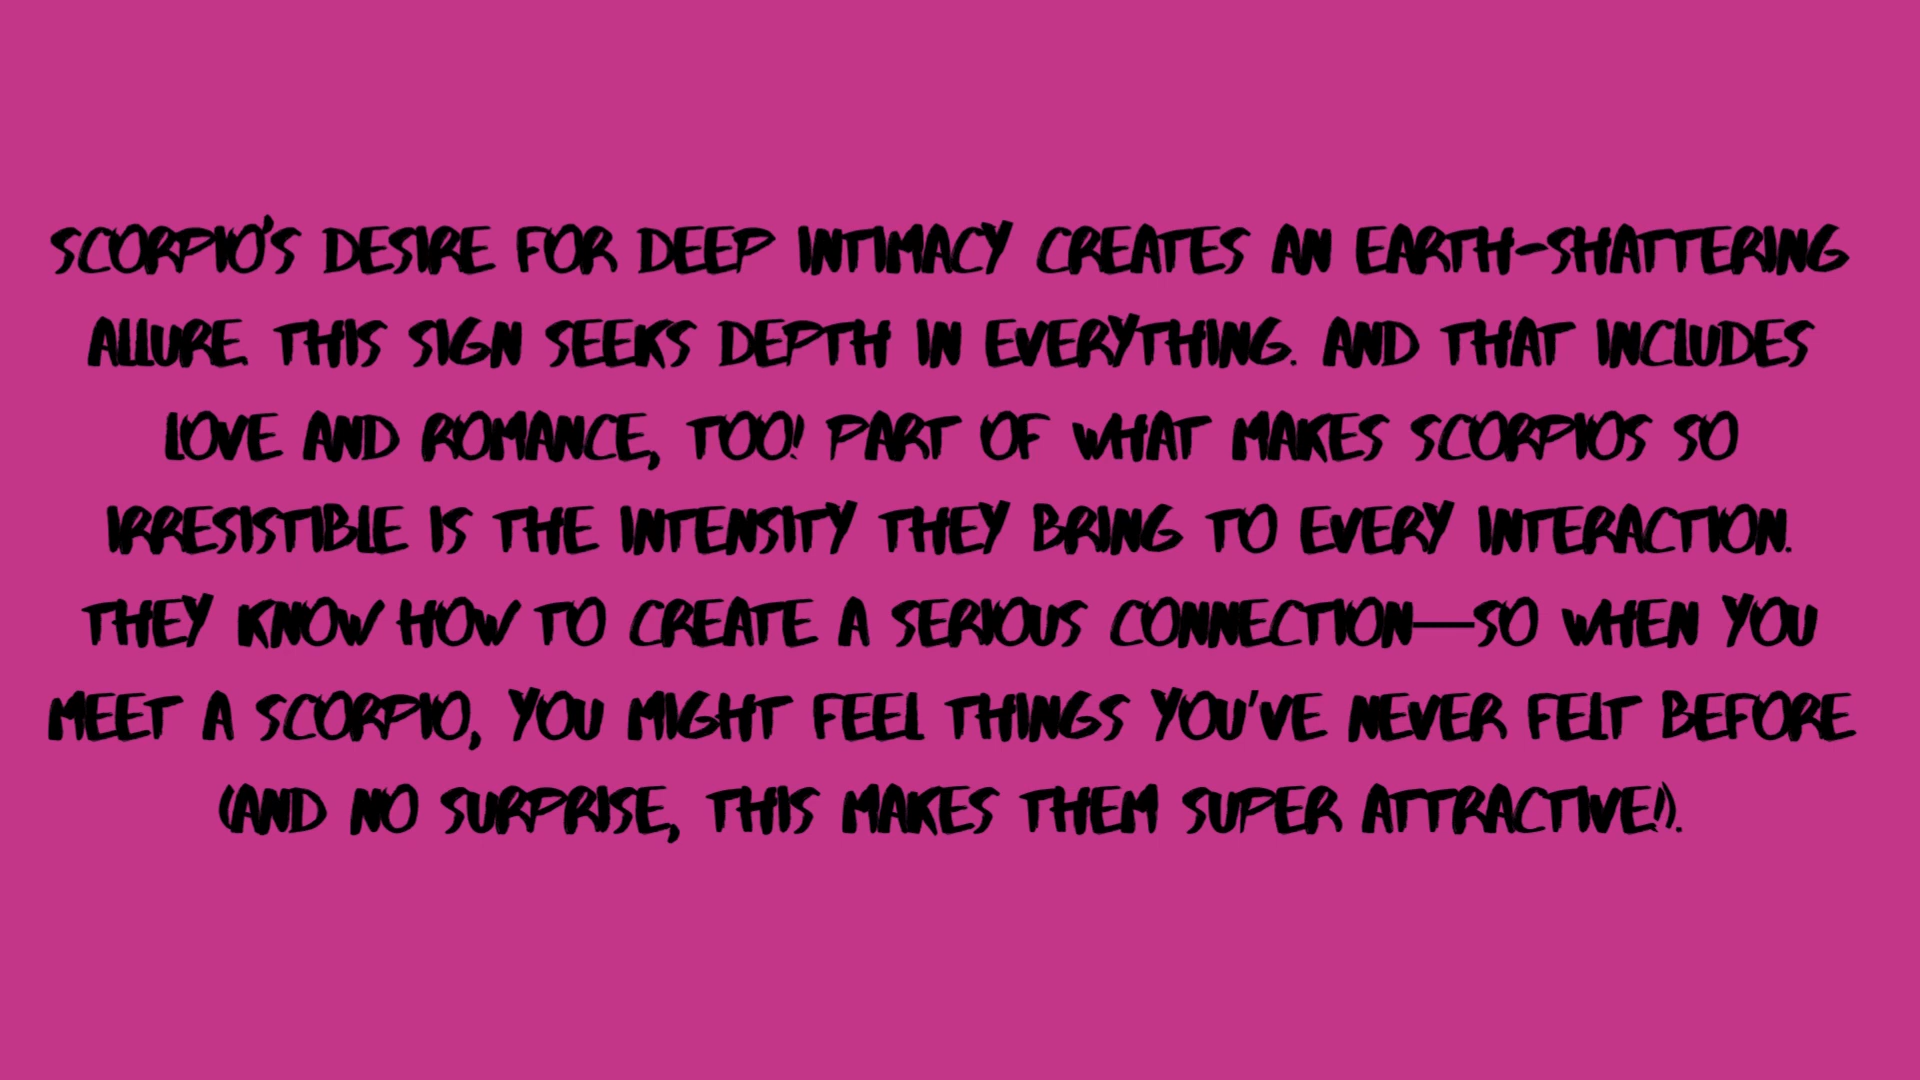 SCORPIO'S DESIRE FOR DEEP INTIMACY CREATES AN EARTH-SHATTERING
ALLURE. THIS SIGN SEEKS DEPTH IN EVERYTHING. AND THAT INCLUDES
LOVE AND ROMANCE, TOO! PART OF WHAT MAKES SCORPIOS SO
IRRESISTIBLE IS THE INTENSITY THEY BRING TO EVERY INTERACTION.
THEY KNOW HOW TO CREATE A SERIOUS CONNECTION—SO WHEN YOU
MEET A SCORPIO, YOU MIGHT FEEL THINGS YOU'VE NEVER FELT BEFORE
(AND NO SURPRISE, THIS MAKES THEM SUPER ATTRACTIVE!).